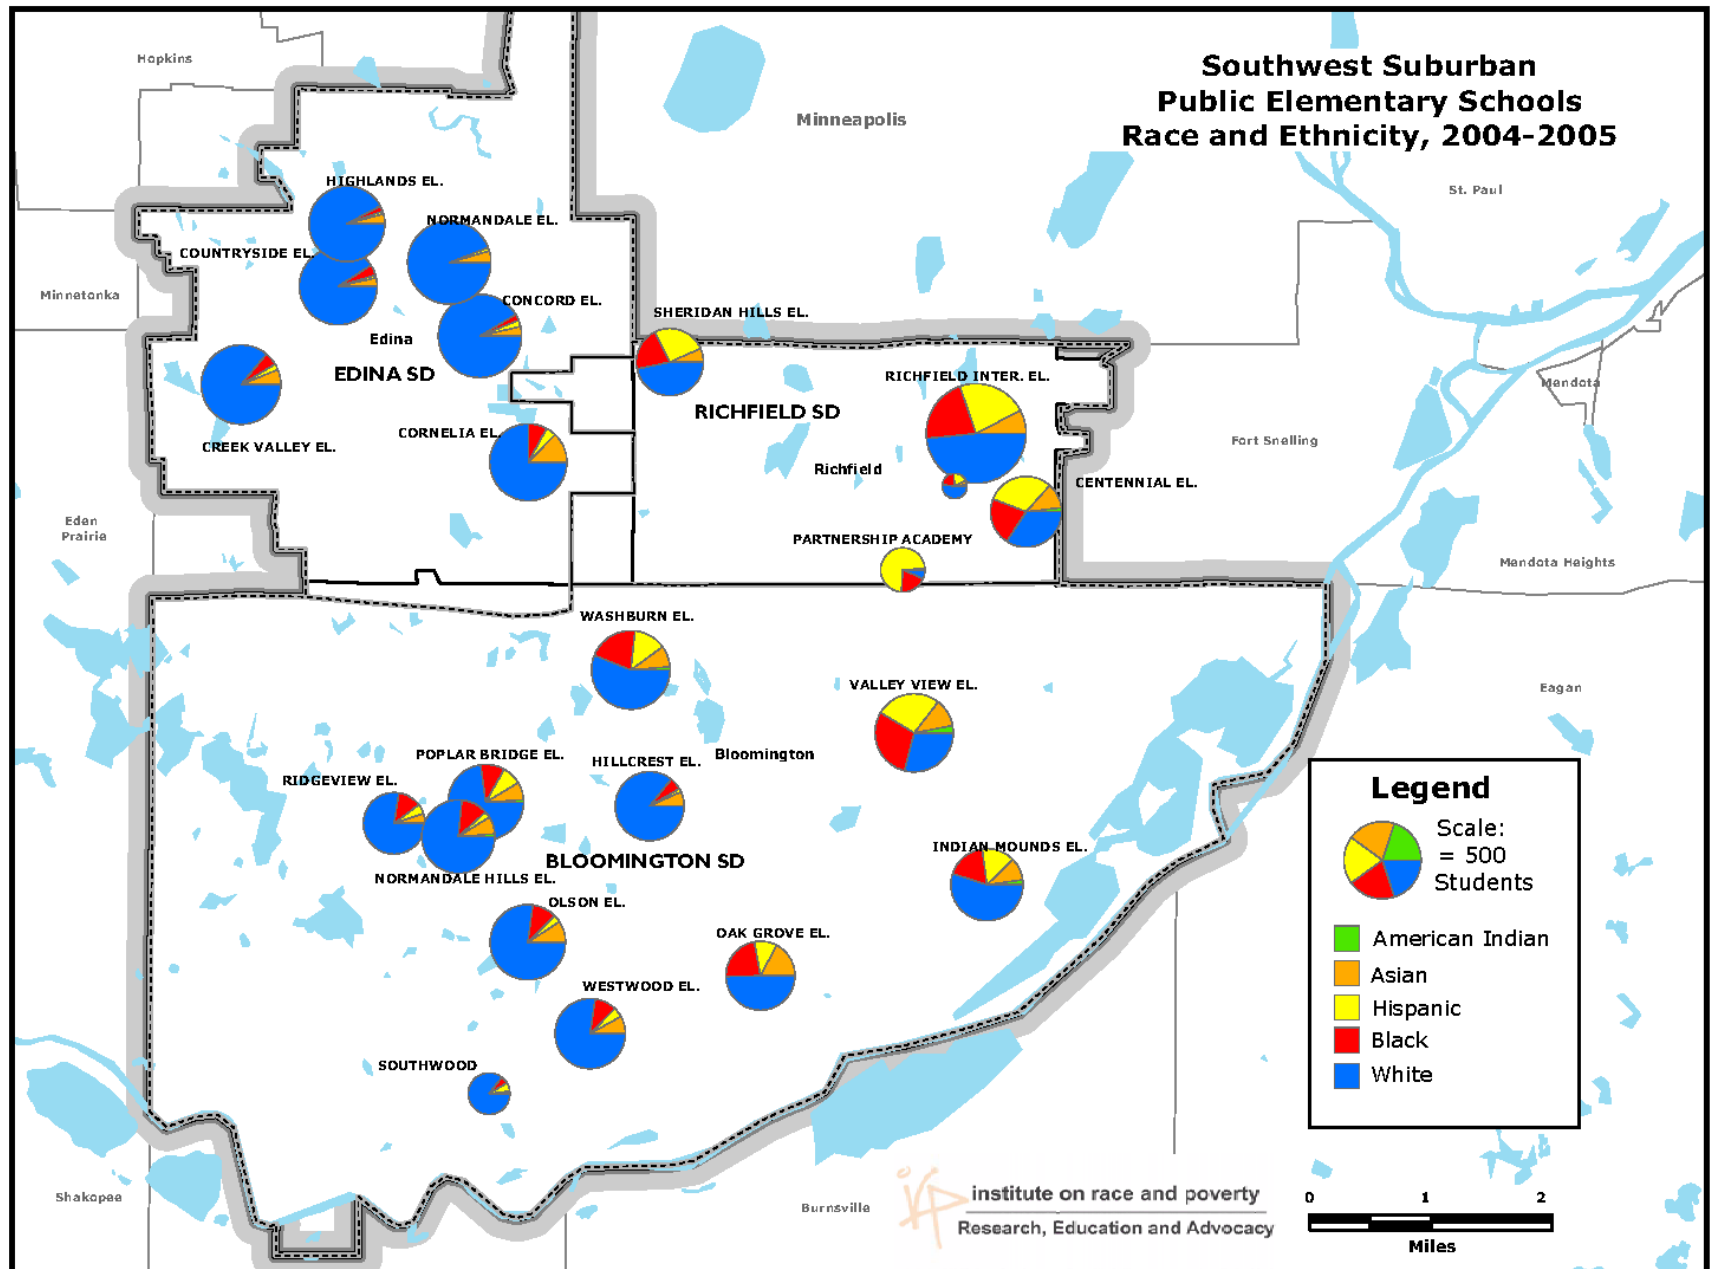 Southwest Suburban
Public Elementary Schools
Race and Ethnicity, 2004-2005
Hopkins
Minneapolis
St. Paul
HIGHLANDS EL.
NORMANDALE EL.
COUNTRYSIDE EL.
Minnetonka
CONCORD EL.
SHERIDAN HILLS EL.
Edina
EDINA SD
RICHFIELD INTER. EL.
Mendota
RICHFIELD SD
CORNELIA EL.
CREEK VALLEY EL.
Fort Snelling
Richfield
CENTENNIAL EL.
Eden
Prairie
PARTNERSHIP ACADEMY
Mendota Heights
WASHBURN EL.
VALLEY VIEW EL.
Eagan
POPLAR BRIDGE EL.
HILLCREST EL.
Bloomington
RIDGEVIEW EL.
BLOOMINGTON SD
INDIAN MOUNDS EL.
NORMANDALE HILLS EL.
OLSON EL.
OAK GROVE EL.
WESTWOOD EL.
SOUTHWOOD
Legend
Scale:
= 500
Students
American Indian
Asian
Hispanic
Black
White
Shakopee
Burnsville
irp
institute on race and poverty
Research, Education and Advocacy
0 1 2
Miles